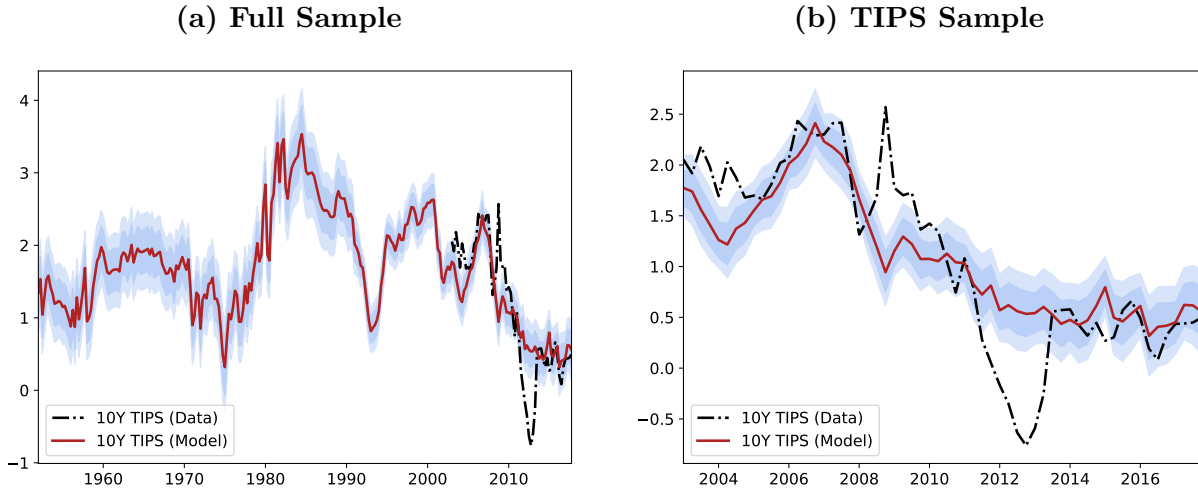 (a) Full Sample
4
3
2
1
0
−1
1960 1970 1980 1990 2000 2010
10Y TIPS (Data)
10Y TIPS (Model)
(b) TIPS Sample
2.5
2.0
1.5
1.0
0.5
0.0
−0.5
2004 2006 2008 2010 2012 2014 2016
10Y TIPS (Data)
10Y TIPS (Model)